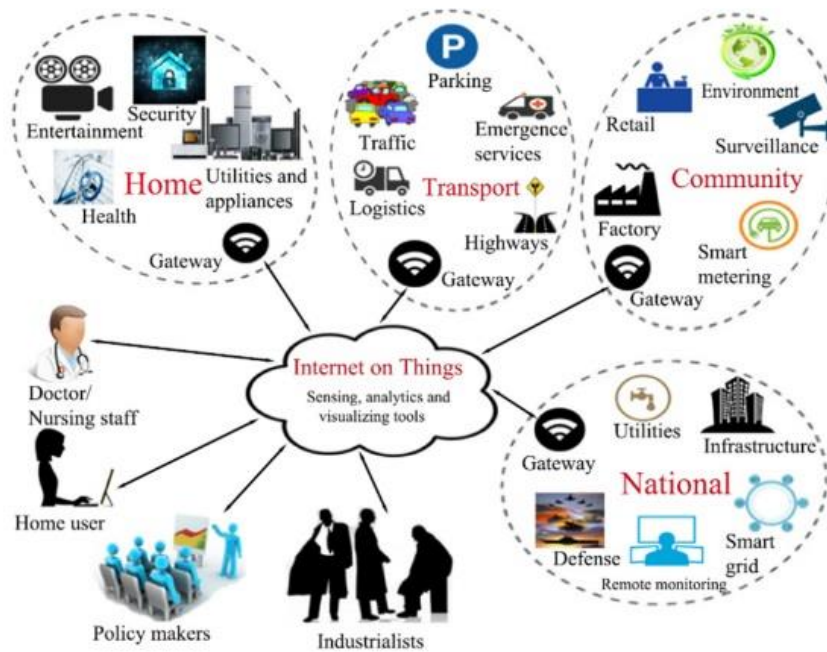 P
Parking
Entertainment
Security
Utilities and
appliances
Health
Home
Gateway
Traffic
Emergence
services
Logistics
Transport
Highways
Gateway
Environment
Retail
Surveillance
Community
Factory
Smart
metering
Gateway
Internet on Things
Sensing, analytics and
visualizing tools
Doctor/
Nursing staff
Home user
Policy makers
Industrialists
Gateway
Utilities
Infrastructure
National
Defense
Remote monitoring
Smart
grid